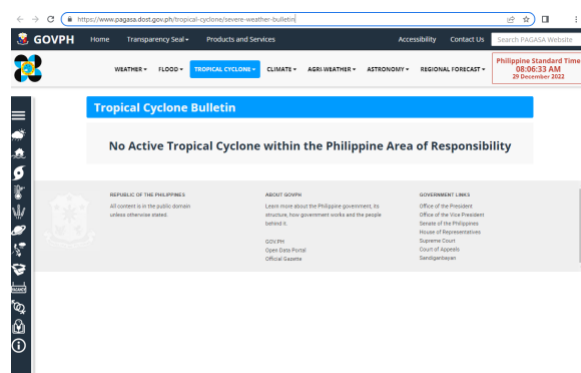 https://www.pagasa.dost.gov.ph/tropical-cyclone/severe-weather-bulletin
GOVPH Home Transparency Seal Products and Services Accessibility Contact Us Search PAGASA Website
WEATHER FLOOD TROPICAL CYCLONE CLIMATE AGRI-WEATHER ASTRONOMY REGIONAL FORECAST
Philippine Standard Time
08:06:33 AM
29 December 2022
Tropical Cyclone Bulletin
No Active Tropical Cyclone within the Philippine Area of Responsibility
REPUBLIC OF THE PHILIPPINES
All content is in the public domain
unless otherwise stated.
ABOUT GOVPH
Learn more about the Philippine government, its
structure, how government works and the people
behind it.
GOV.PH
Open Data Portal
Official Gazette
GOVERNMENT LINKS
Office of the President
Office of the Vice President
Senate of the Philippines
House of Representatives
Supreme Court
Court of Appeals
Sandiganbayan
PAGASA